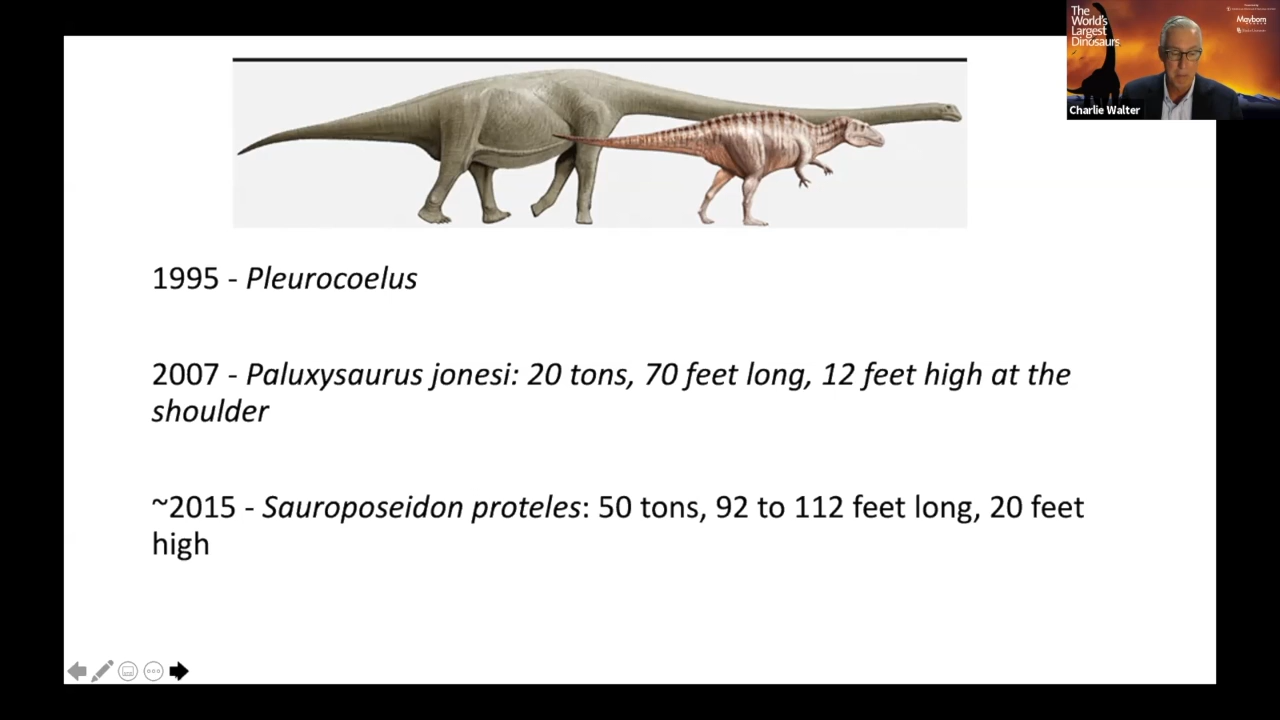 The
World's
Largest
Dinosaurs
Mayborn
Charlie Walter
1995 - Pleurocoelus
2007 - Paluxysaurus jonesi: 20 tons, 70 feet long, 12 feet high at the
shoulder
~2015 - Sauroposeidon proteles: 50 tons, 92 to 112 feet long, 20 feet
high